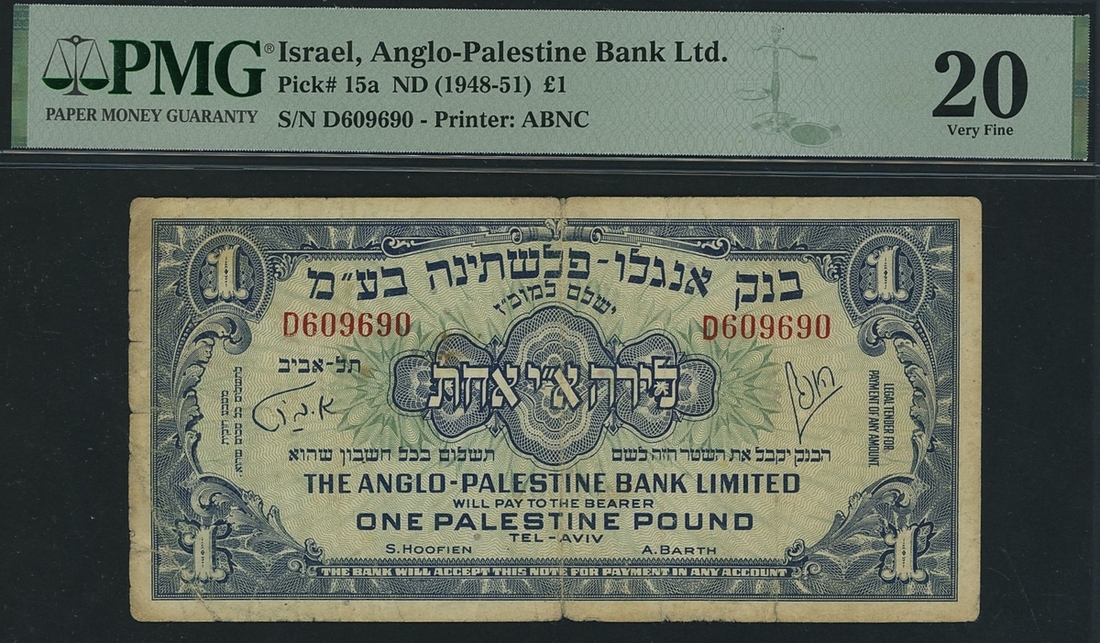 PMG® Israel, Anglo-Palestine Bank Ltd.
Pick# 15a ND (1948-51) £1
S/N D609690 - Printer: ABNC
PAPER MONEY GUARANTY
20
Very Fine
בנק אנגלו-פלשתינה בע"מ
ישלם למוכ"ז
1
1
D609690
D609690
תל-אביב
לירה א"י אחת
LEGAL TENDER FOR
PAYMENT OF ANY AMOUNT
הבנק יקבל את השטר הזה לשם תשלום בכל חשבון שהוא
THE ANGLO-PALESTINE BANK LIMITED
WILL PAY TO THE BEARER
ONE PALESTINE POUND
TEL-AVIV
S. HOOFIEN A. BARTH
1
1
THE BANK WILL ACCEPT THIS NOTE FOR PAYMENT IN ANY ACCOUNT